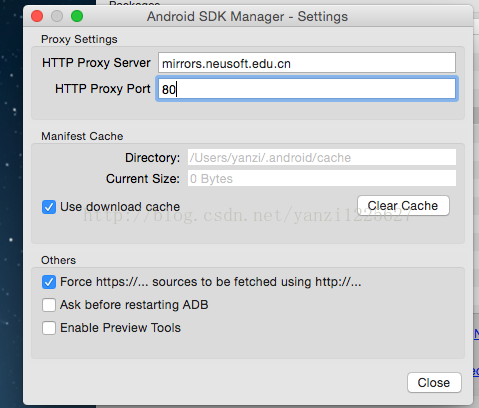 Packages
Android SDK Manager - Settings
Proxy Settings
HTTP Proxy Server mirrors.neusoft.edu.cn
HTTP Proxy Port 80
Manifest Cache
Directory: /Users/yanzi/.android/cache
Current Size: 0 Bytes
Use download cache Clear Cache
http://blog.csdn.net/yanzi1225627
Others
Force https://... sources to be fetched using http://...
Ask before restarting ADB
Enable Preview Tools
Close